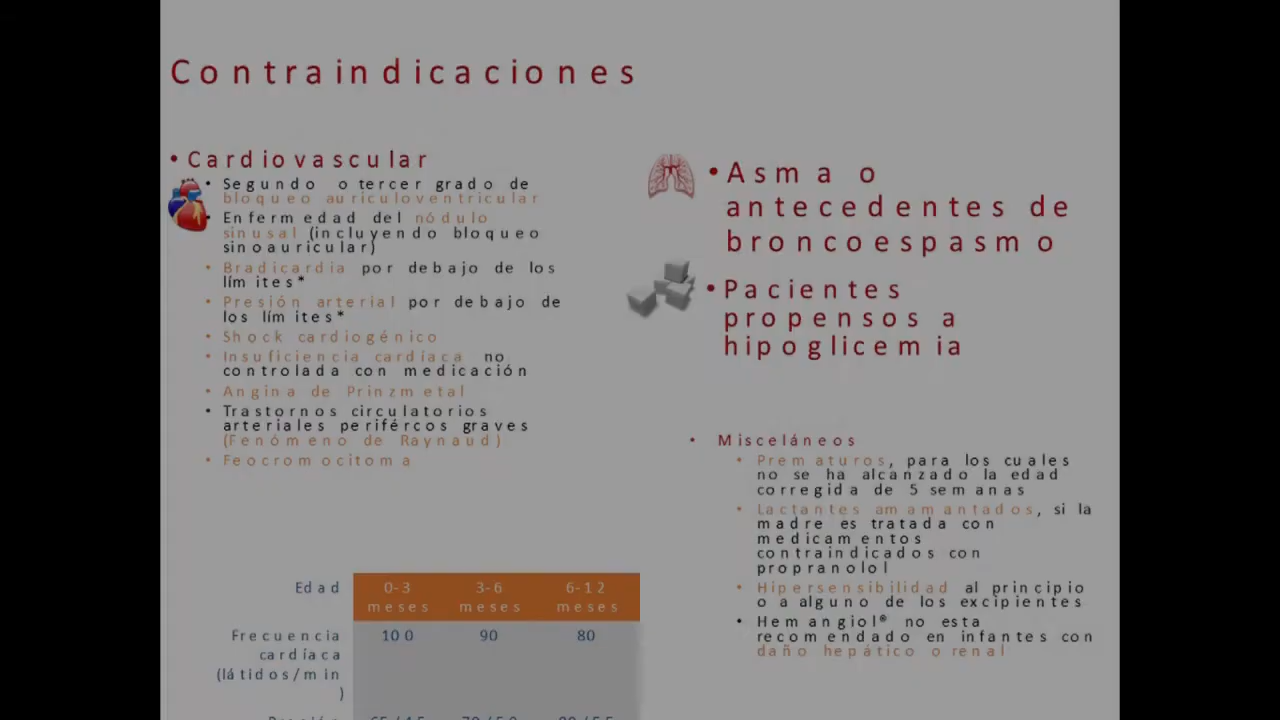 Contraindicaciones
• Cardiovascular
• Segundo o tercer grado de
bloqueo auriculoventricular
• Enfermedad del nódulo
sinusal (incluyendo bloqueo
sinoauricular)
• Bradicardia por debajo de los
límites*
• Presión arterial por debajo de
los límites*
• Shock cardiogénico
• Insuficiencia cardíaca no
controlada con medicación
• Angina de Prinzmetal
• Trastornos circulatorios
arteriales perifércos graves
(Fenómeno de Raynaud)
• Feocromocitoma
Edad 0-3 meses 3-6 meses 6-12 meses
Frecuencia
cardíaca
(látidos/min
) 100 90 80
• Asma o
antecedentes de
broncoespasmo
• Pacientes
propensos a
hipoglicemia
• Misceláneos
• Prematuros, para los cuales
no se ha alcanzado la edad
corregida de 5 semanas
• Lactantes amamantados, si la
madre es tratada con
medicamentos
contraindicados con
propranolol
• Hipersensibilidad al principio
o a alguno de los excipientes
• Hemangiol® no esta
recomendado en infantes con
daño hepático o renal